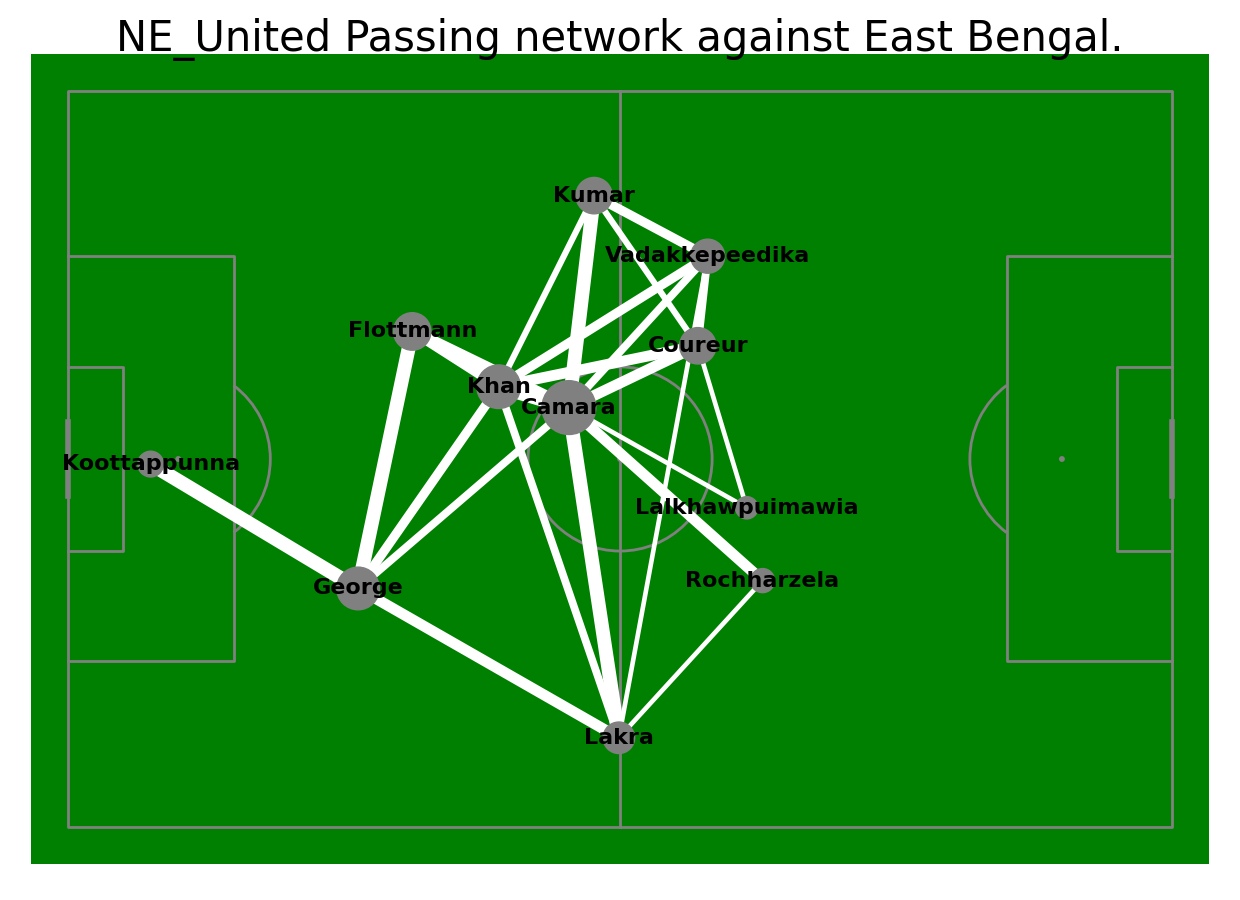 NE_United Passing network against East Bengal.
Kumar
Vadakkepeedika
Flottmann
Coureur
Khan
Camara
Koottappunna
Lalkhawpuimawia
Rochharzela
George
Lakra